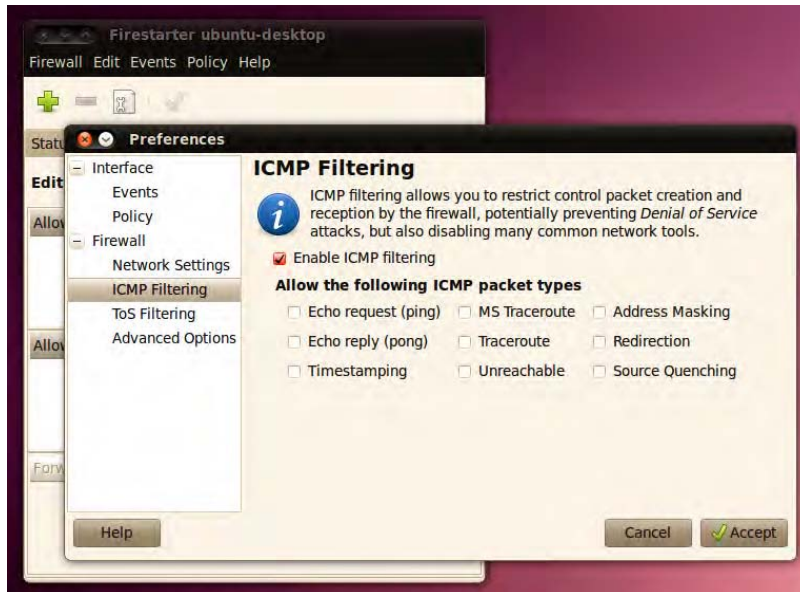 Firestarter ubuntu-desktop
Firewall Edit Events Policy Help
Preferences
Interface
Events
Policy
Firewall
Network Settings
ICMP Filtering
ToS Filtering
Advanced Options
ICMP Filtering
ICMP filtering allows you to restrict control packet creation and
reception by the firewall, potentially preventing Denial of Service
attacks, but also disabling many common network tools.
Enable ICMP filtering
Allow the following ICMP packet types
Echo request (ping) MS Traceroute Address Masking
Echo reply (pong) Traceroute Redirection
Timestamping Unreachable Source Quenching
Edit
Help
Cancel
Accept